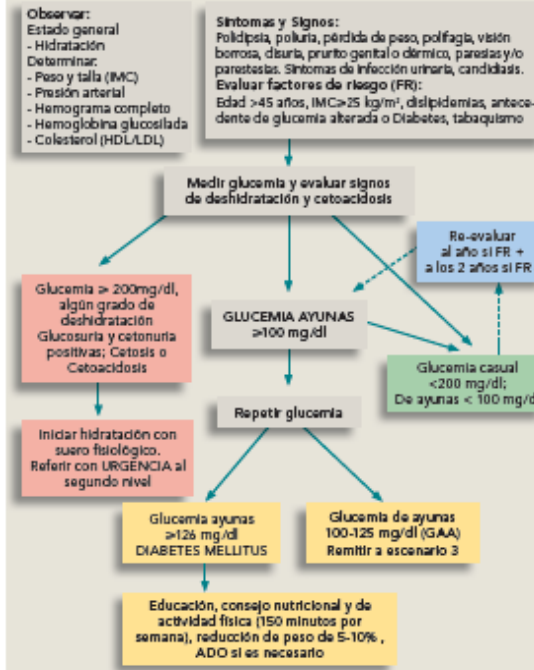 Observar:
Estado general
- Hidratación
Determinar:
- Peso y talla (IMC)
- Presión arterial
- Hemograma completo
- Hemoglobina glucosilada
- Colesterol (HDL/LDL)
Síntomas y Signos:
Polidipsia, poliuria, pérdida de peso, polifagia, visión
borrosa, disuria, prurito genital o dérmico, paresias y/o
parestesias. Síntomas de infección urinaria, candidiasis.
Evaluar factores de riesgo (FR):
Edad >45 años, IMC≥25 kg/m², dislipidemias, antece-
dente de glucemia alterada o Diabetes, tabaquismo
Medir glucemia y evaluar signos
de deshidratación y cetoacidosis
Re-evaluar
al año si FR +
a los 2 años si FR
Glucemia ≥ 200mg/dl,
algún grado de
deshidratación
Glucosuria y cetonuria
positivas; Cetosis o
Cetoacidosis
GLUCEMIA AYUNAS
≥100 mg/dl
Glucemia casual
<200 mg/dl;
De ayunas < 100 mg/d
Repetir glucemia
Iniciar hidratación con
suero fisiológico.
Referir con URGENCIA al
segundo nivel
Glucemia ayunas
≥126 mg/dl
DIABETES MELLITUS
Glucemia de ayunas
100-125 mg/dl (GAA)
Remitir a escenario 3
Educación, consejo nutricional y de
actividad física (150 minutos por
semana), reducción de peso de 5-10% ,
ADO si es necesario